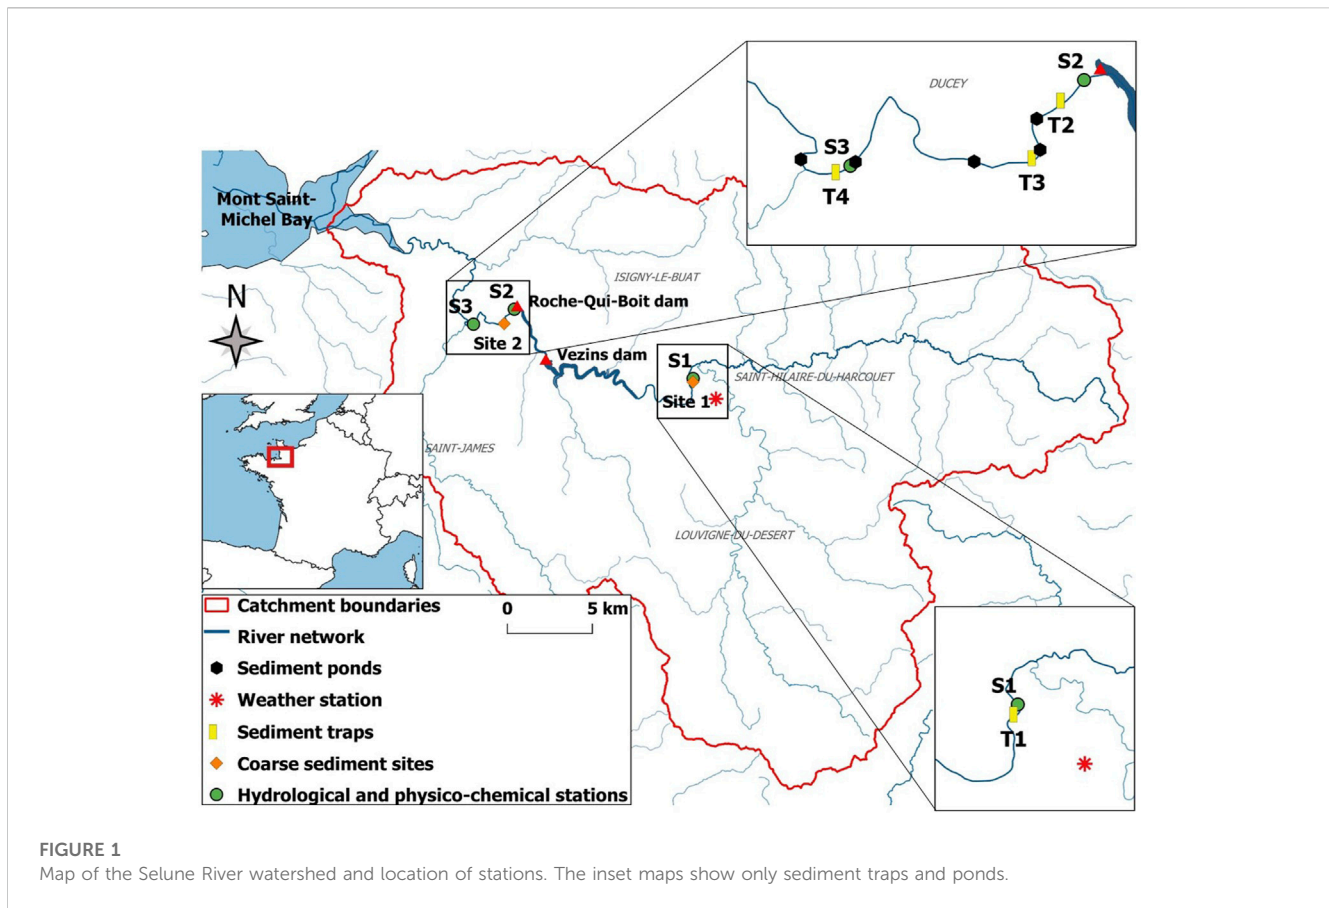 S2
DUCEY
T2
S3
T3
T4
Mont Saint-
Michel Bay
ISIGNY-LE-BUAT
N
S2
S3
Roche-Qui-Boit dam
Site 2
Vezins dam
S1
SAINT-HILAIRE-DU-HARCOUET
Site 1
SAINT-JAMES
LOUVIGNE-DU-DESERT
Catchment boundaries
0 5 km
River network
Sediment ponds
Weather station
Sediment traps
Coarse sediment sites
Hydrological and physico-chemical stations
S1
T1
FIGURE 1
Map of the Selune River watershed and location of stations. The inset maps show only sediment traps and ponds.